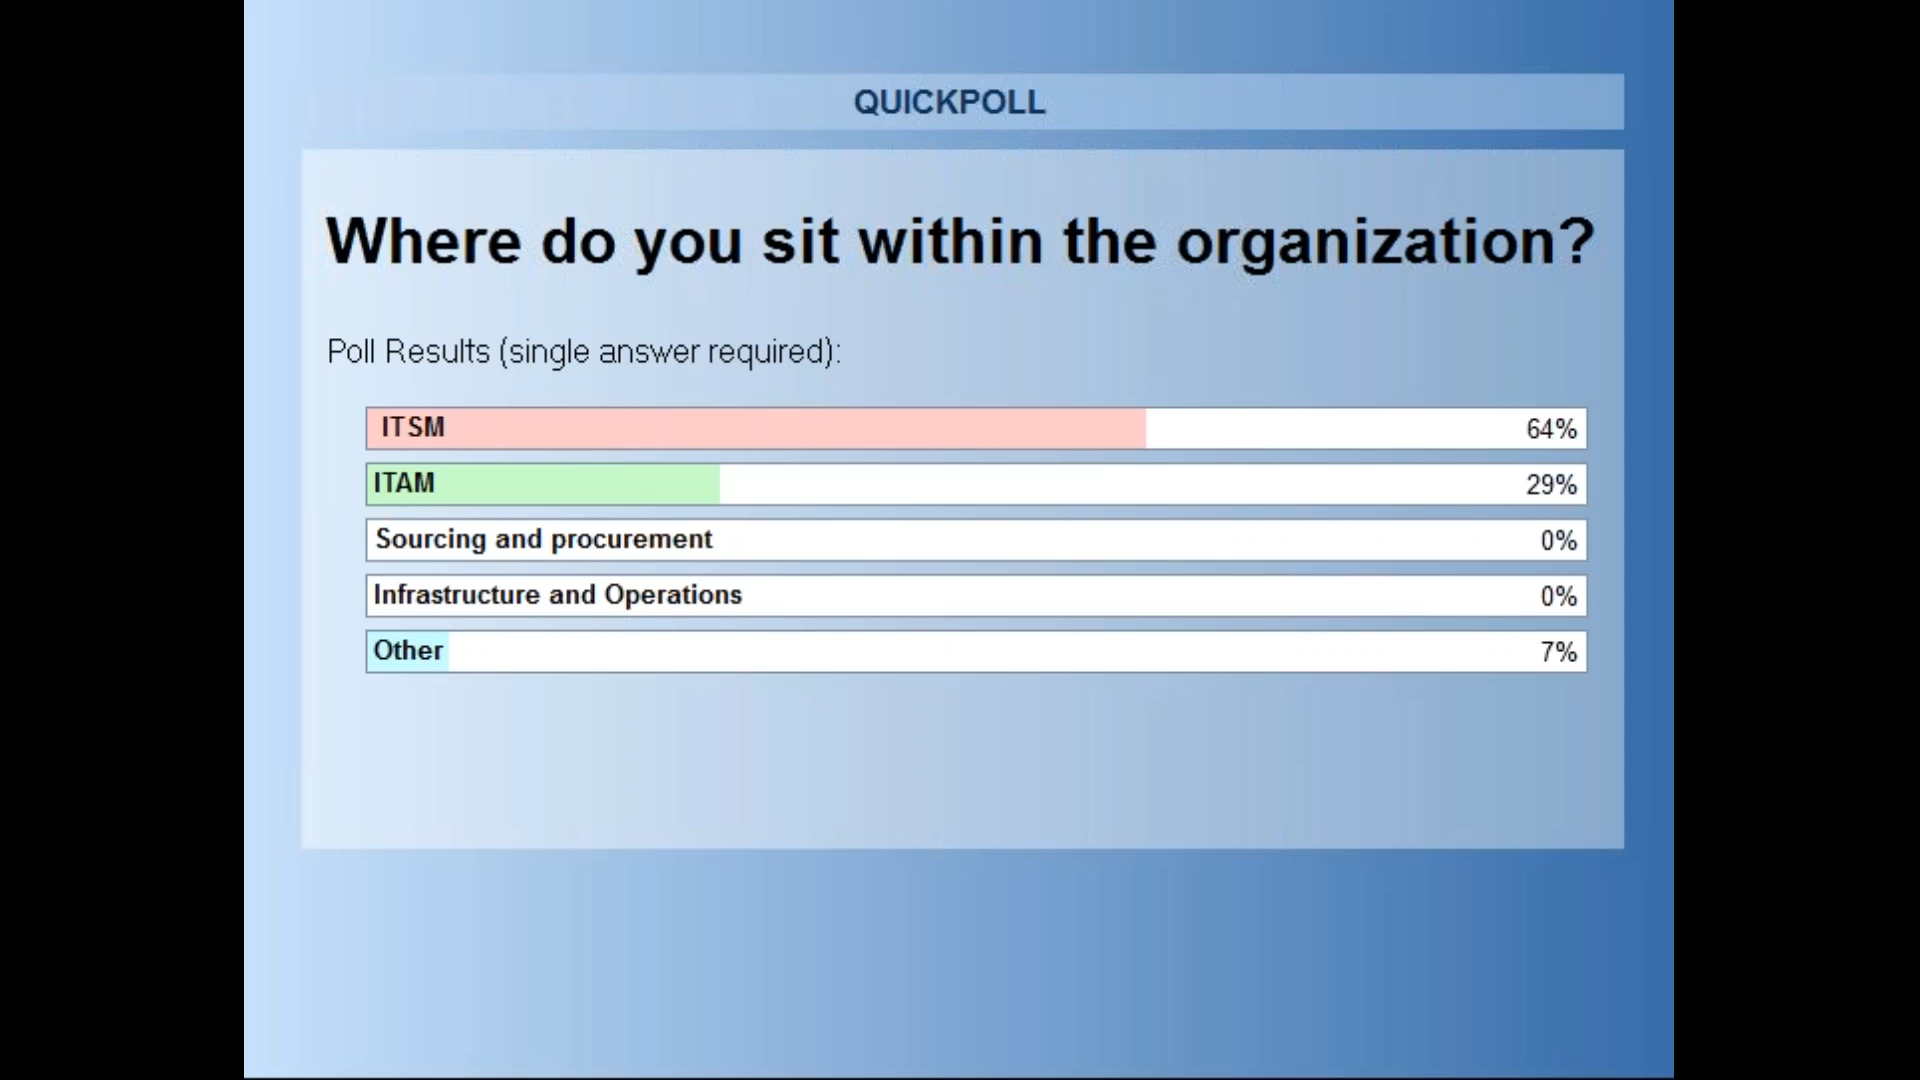 QUICKPOLL
Where do you sit within the organization?
Poll Results (single answer required):
ITSM 64%
ITAM 29%
Sourcing and procurement 0%
Infrastructure and Operations 0%
Other 7%